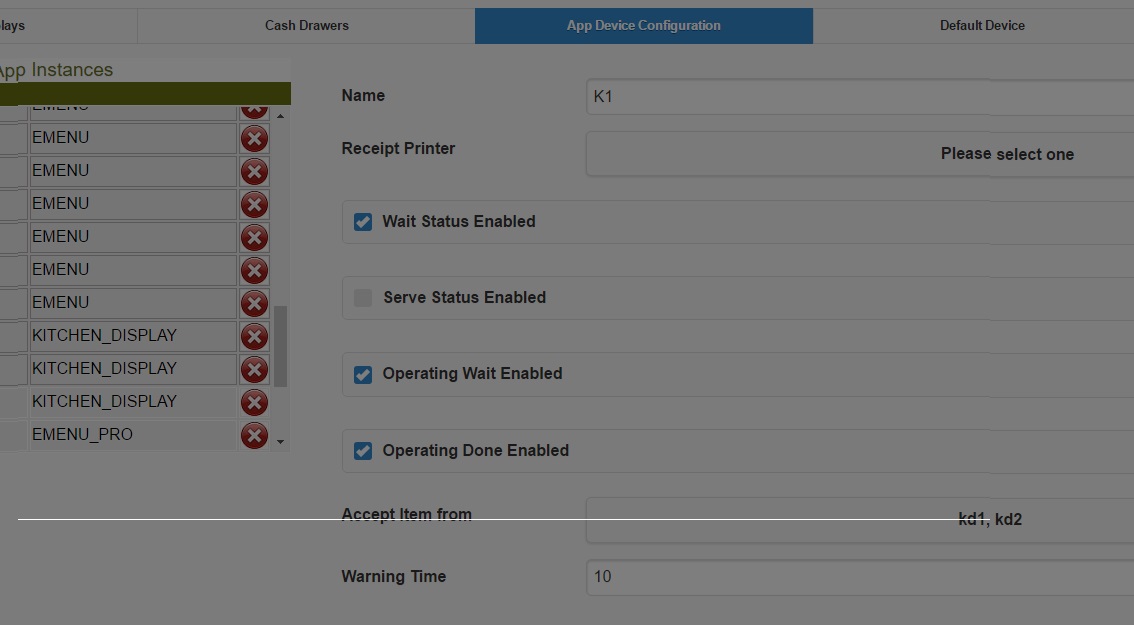 lays
Cash Drawers
App Device Configuration
Default Device
App Instances
EMENU
EMENU
EMENU
EMENU
EMENU
EMENU
EMENU
KITCHEN_DISPLAY
KITCHEN_DISPLAY
KITCHEN_DISPLAY
EMENU_PRO
Name
K1
Receipt Printer
Please select one
Wait Status Enabled
Serve Status Enabled
Operating Wait Enabled
Operating Done Enabled
Accept Item from
kd1, kd2
Warning Time
10